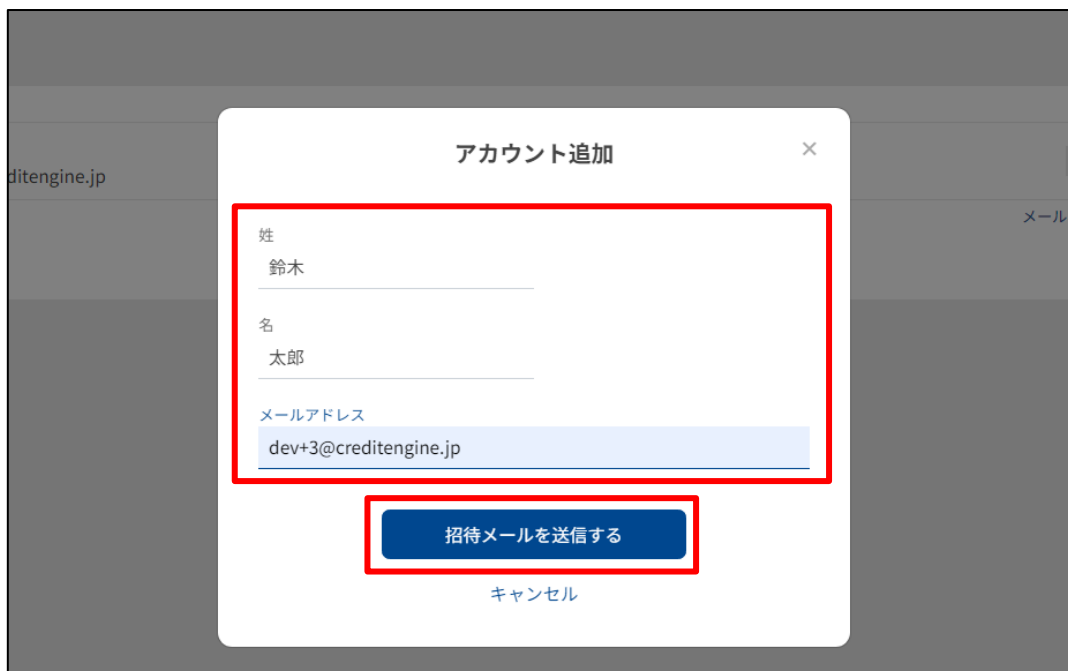 アカウント追加
×
ditengine.jp
メール
姓
鈴木
名
太郎
メールアドレス
dev+3@creditengine.jp
招待メールを送信する
キャンセル